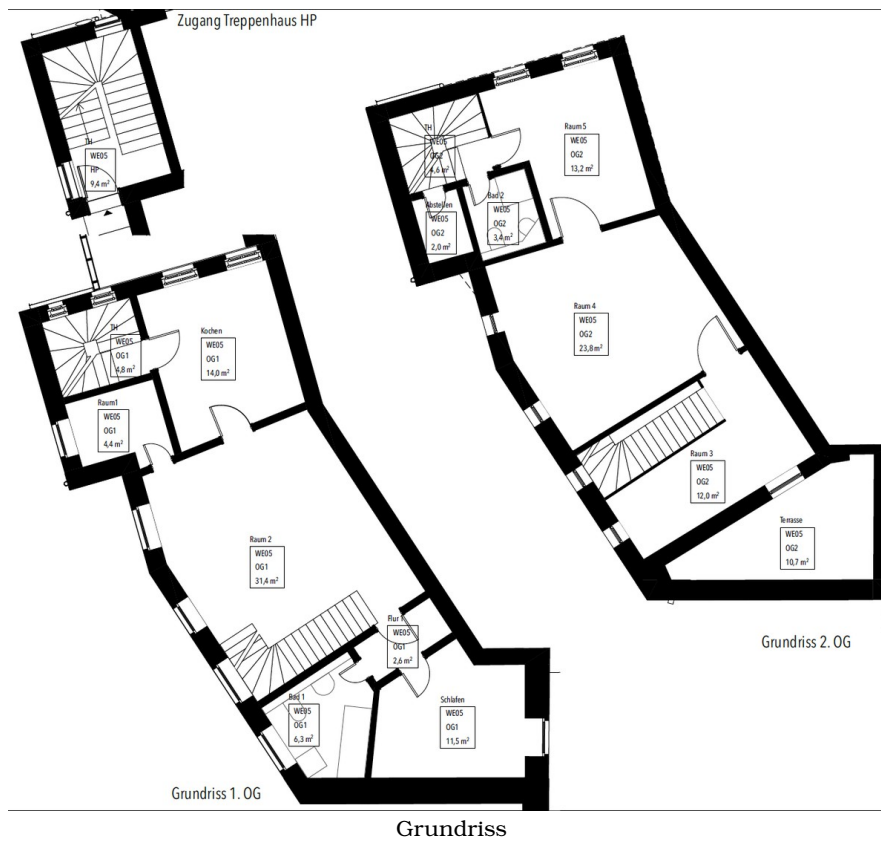 Zugang Treppenhaus HP
TH
WE05
HP
9,4 m²
TH
WE05
OG1
4,8 m²
Kochen
WE05
OG1
14,0 m²
Raum1
WE05
OG1
4,4 m²
Raum 2
WE05
OG1
31,4 m²
Flur 1
WE05
OG1
2,6 m²
Bad 1
WE05
OG1
6,3 m²
Schlafen
WE05
OG1
11,5 m²
Grundriss 1. OG
TH
WE05
OG2
4,6 m²
Raum 5
WE05
OG2
13,2 m²
Abstellen
WE05
OG2
2,0 m²
Bad 2
WE05
OG2
3,4 m²
Raum 4
WE05
OG2
23,8 m²
Raum 3
WE05
OG2
12,0 m²
Terrasse
WE05
OG2
10,7 m²
Grundriss 2. OG
Grundriss